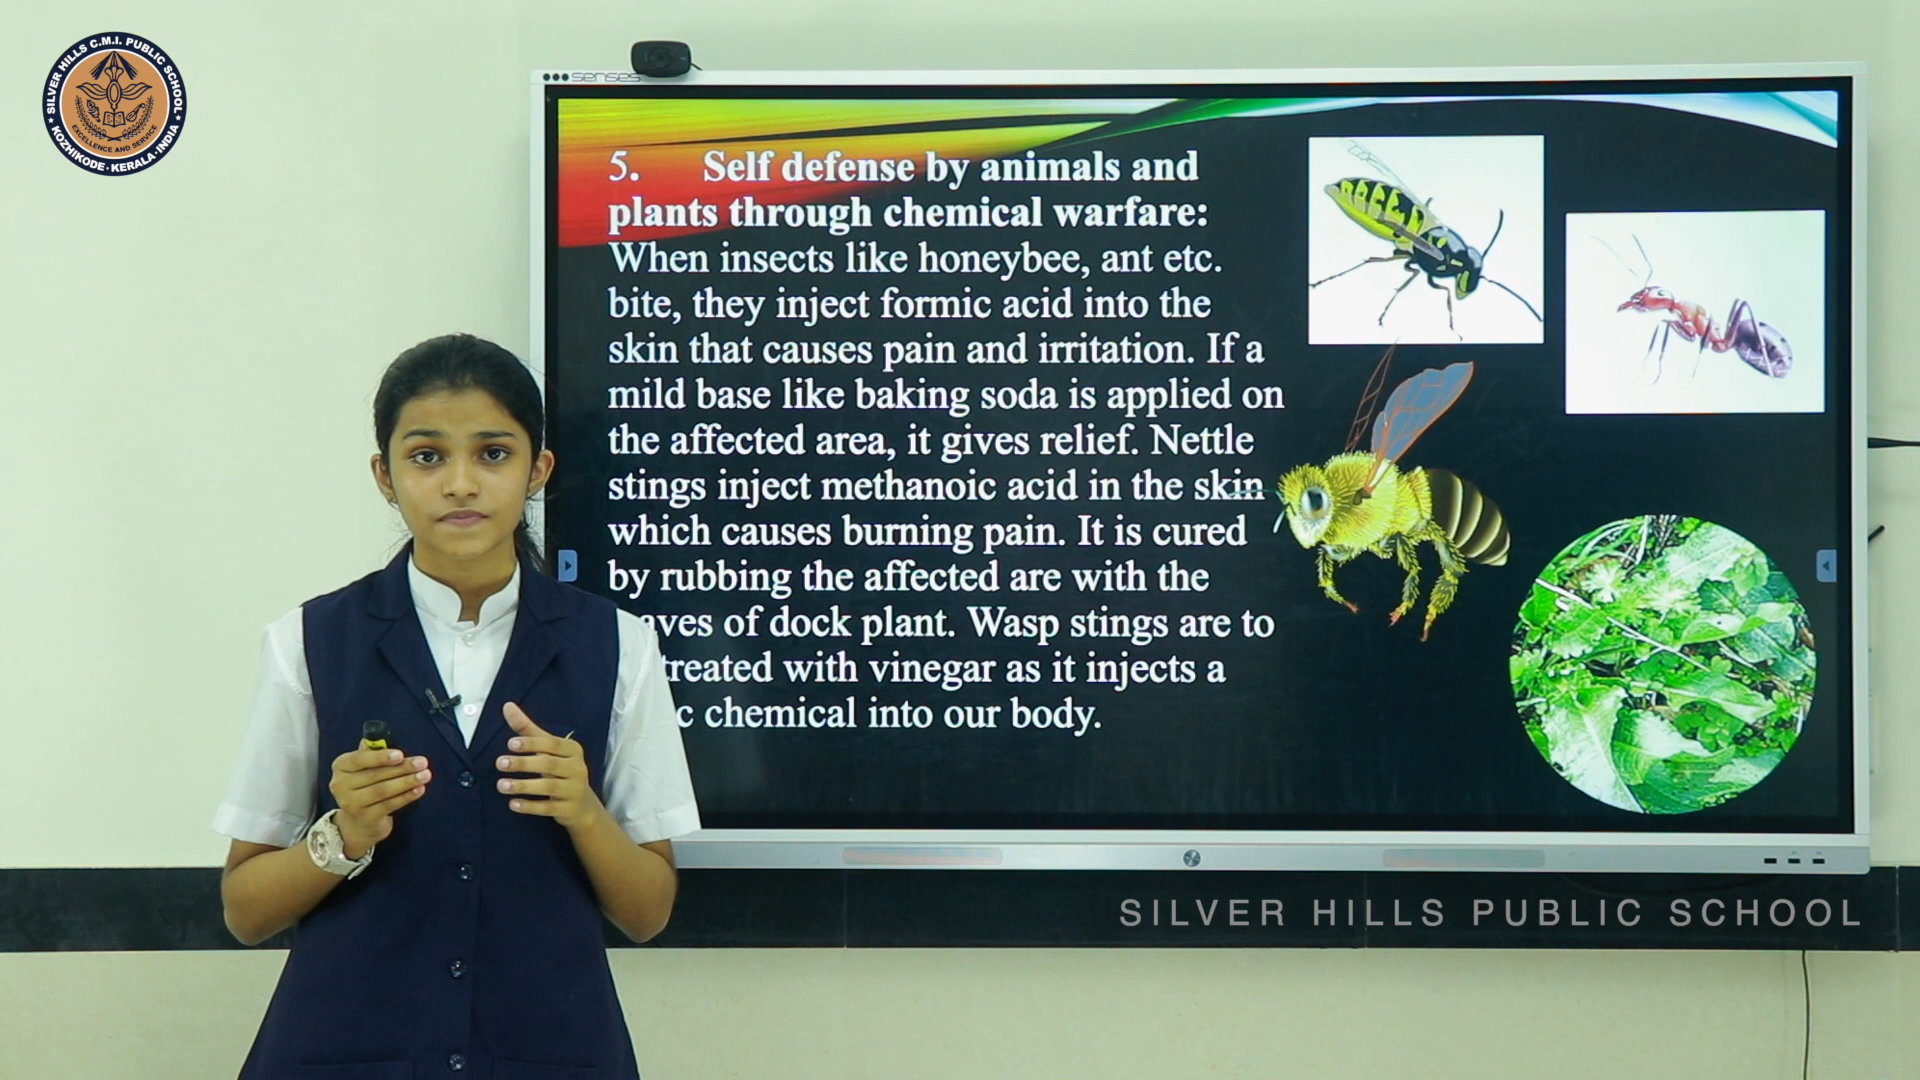 SILVER HILLS C.M.I. PUBLIC SCHOOL
EXCELLENCE AND SERVICE
KOZHIKODE · KERALA · INDIA
senses
5. Self defense by animals and
plants through chemical warfare:
When insects like honeybee, ant etc.
bite, they inject formic acid into the
skin that causes pain and irritation. If a
mild base like baking soda is applied on
the affected area, it gives relief. Nettle
stings inject methanoic acid in the skin
which causes burning pain. It is cured
by rubbing the affected are with the
of dock plant. Wasp stings are to
treated with vinegar as it injects a
chemical into our body.
SILVER HILLS PUBLIC SCHOOL